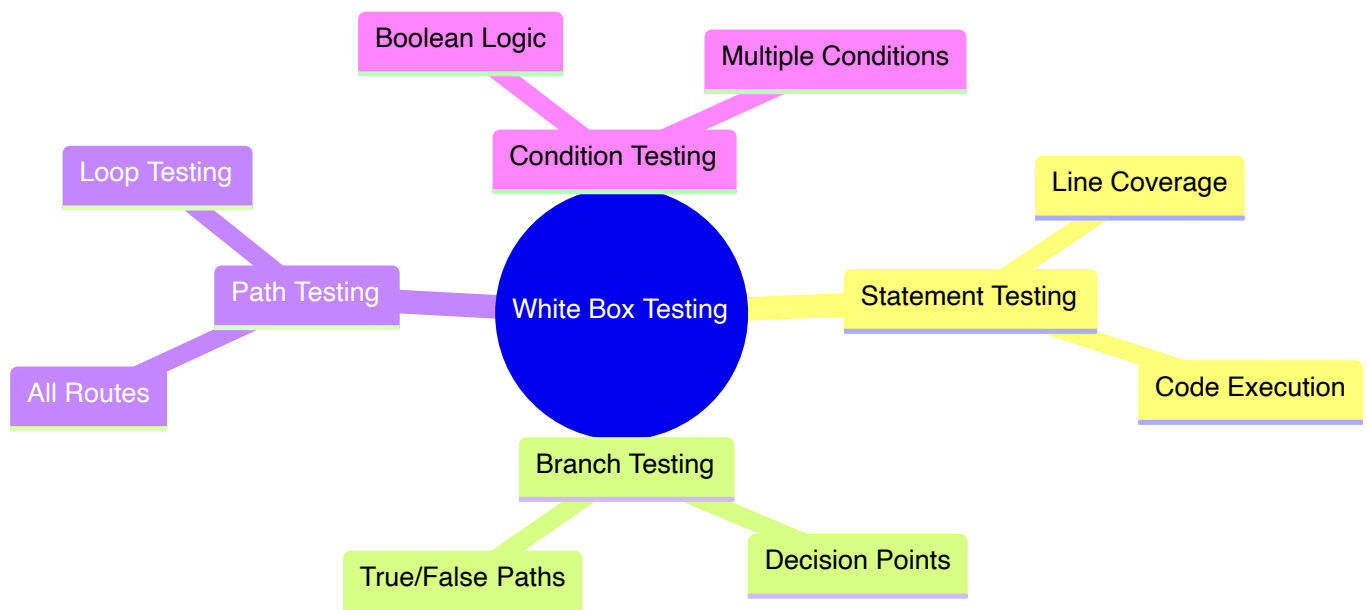 Boolean Logic
Multiple Conditions
Condition Testing
Loop Testing
Line Coverage
Path Testing
White Box Testing
Statement Testing
All Routes
Code Execution
Branch Testing
True/False Paths
Decision Points